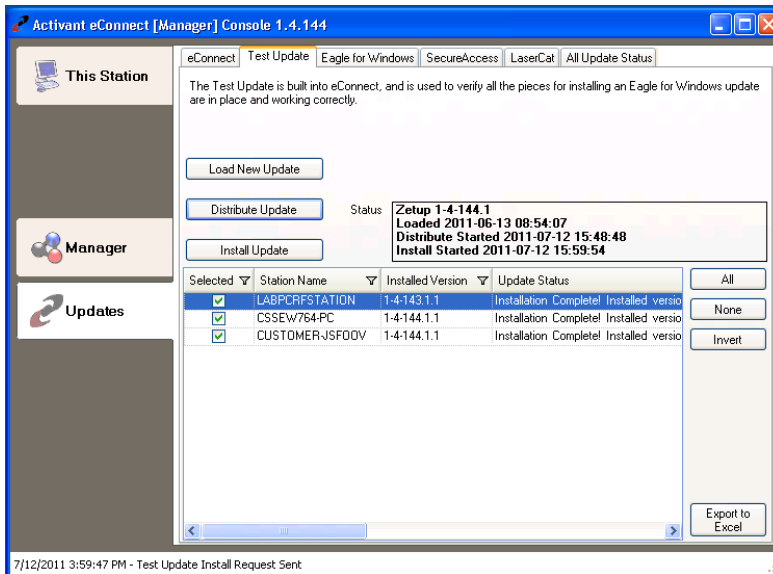 Activant eConnect [Manager] Console 1.4.144
This Station
Manager
Updates
eConnect Test Update Eagle for Windows SecureAccess LaserCat All Update Status
The Test Update is built into eConnect, and is used to verify all the pieces for installing an Eagle for Windows update
are in place and working correctly.
Load New Update
Distribute Update
Install Update
Status
Zetup 1-4-144.1
Loaded 2011-06-13 08:54:07
Distribute Started 2011-07-12 15:48:48
Install Started 2011-07-12 15:59:54
Selected Station Name Installed Version Update Status
LABPCRFSTATION 1-4-143.1.1 Installation Complete! Installed versio
CSSEW764-PC 1-4-144.1.1 Installation Complete! Installed versio
CUSTOMER-JSFOOV 1-4-144.1.1 Installation Complete! Installed versio
All
None
Invert
Export to
Excel
7/12/2011 3:59:47 PM - Test Update Install Request Sent